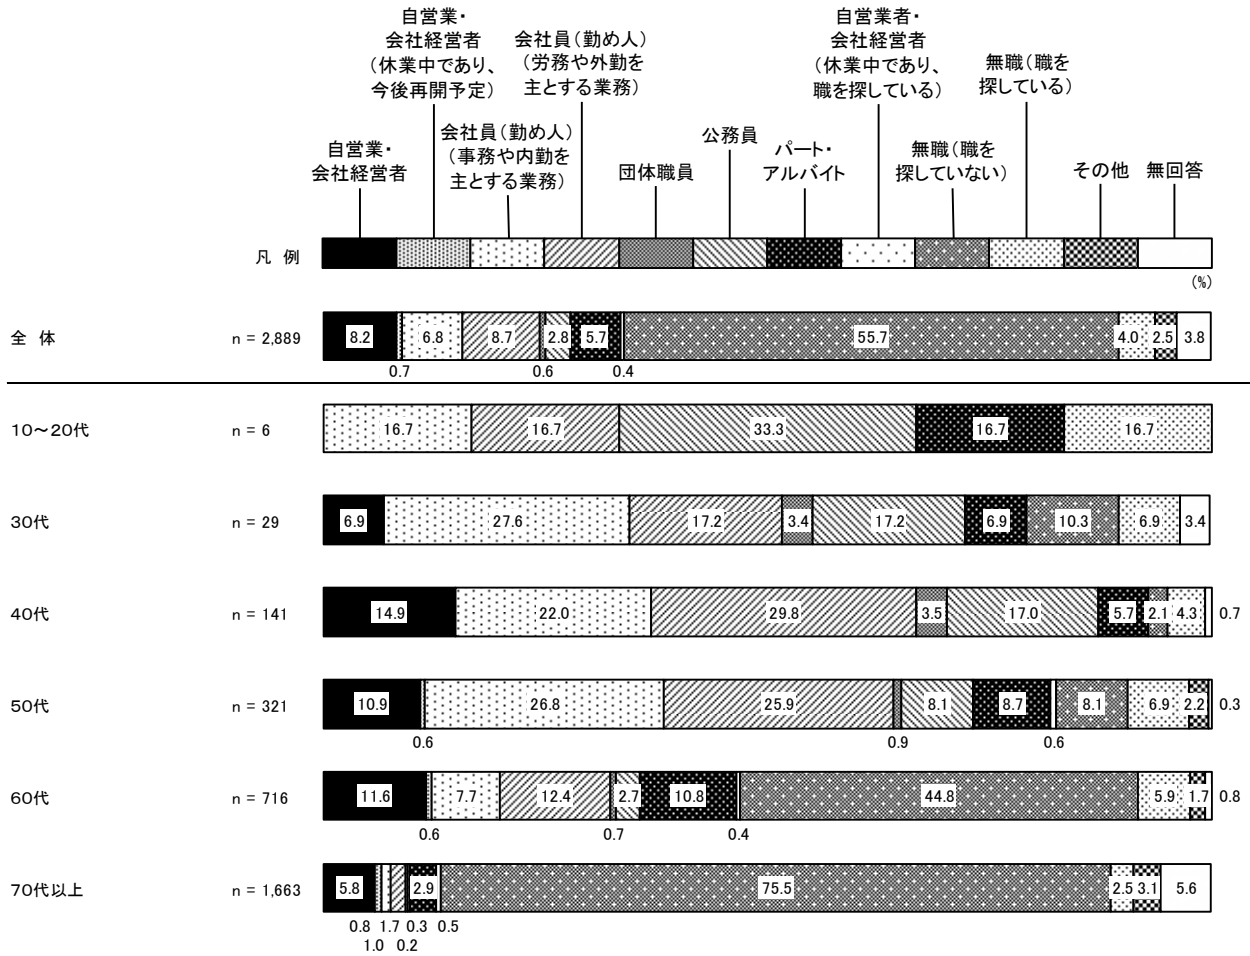 自営業・
会社経営者
(休業中であり、
今後再開予定)
会社員(勤め人)
(労務や外勤を
主とする業務)
自営業者・
会社経営者
(休業中であり、
職を探している)
無職(職を
探している)
自営業・
会社経営者
会社員(勤め人)
(事務や内勤を
主とする業務)
団体職員
公務員
パート・
アルバイト
無職(職を
探していない)
その他
無回答
凡 例
(%)
全 体 n = 2,889 8.2 6.8 8.7 2.8 5.7 55.7 4.0 2.5 3.8
0.7 0.6 0.4
10~20代 n = 6 16.7 16.7 33.3 16.7 16.7
30代 n = 29 6.9 27.6 17.2 3.4 17.2 6.9 10.3 6.9 3.4
40代 n = 141 14.9 22.0 29.8 3.5 17.0 5.7 2.1 4.3 0.7
50代 n = 321 10.9 26.8 25.9 8.1 8.7 8.1 6.9 2.2 0.3
0.6 0.9 0.6
60代 n = 716 11.6 7.7 12.4 2.7 10.8 44.8 5.9 1.7 0.8
0.6 0.7 0.4
70代以上 n = 1,663 5.8 2.9 75.5 2.5 3.1 5.6
0.8 1.7 0.3 0.5
1.0 0.2